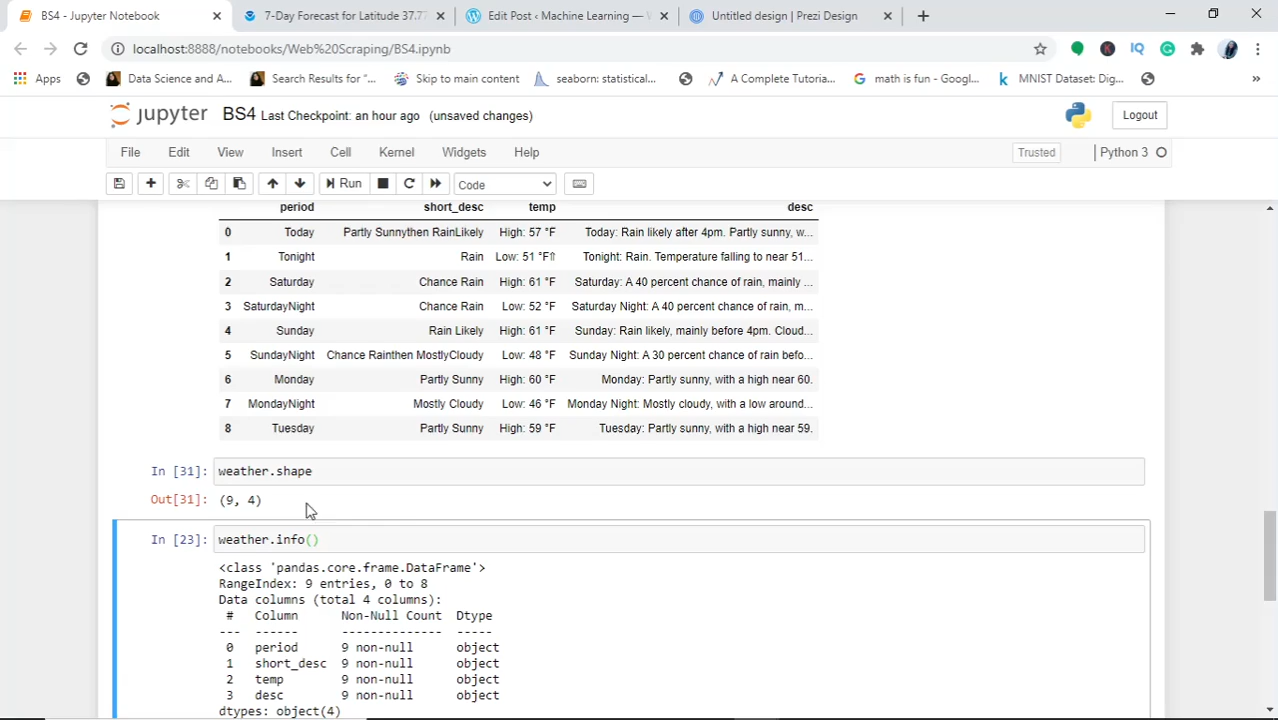 BS4 - Jupyter Notebook
7-Day Forecast for Latitude 37.77
Edit Post ‹ Machine Learning —
Untitled design | Prezi Design
localhost:8888/notebooks/Web%20Scraping/BS4.ipynb
Apps
Data Science and A...
Search Results for “...
Skip to main content
seaborn: statistical...
A Complete Tutoria...
math is fun - Googl...
MNIST Dataset: Dig...
»
jupyter BS4 Last Checkpoint: an hour ago (unsaved changes)
Logout
File Edit View Insert Cell Kernel Widgets Help
Trusted
Python 3
Run
Code
period short_desc temp desc
0 Today Partly Sunnythen RainLikely High: 57 °F Today: Rain likely after 4pm. Partly sunny, w...
1 Tonight Rain Low: 51 °F⇑ Tonight: Rain. Temperature falling to near 51...
2 Saturday Chance Rain High: 61 °F Saturday: A 40 percent chance of rain, mainly ...
3 SaturdayNight Chance Rain Low: 52 °F Saturday Night: A 40 percent chance of rain, m...
4 Sunday Rain Likely High: 61 °F Sunday: Rain likely, mainly before 4pm. Cloud...
5 SundayNight Chance Rainthen MostlyCloudy Low: 48 °F Sunday Night: A 30 percent chance of rain befo...
6 Monday Partly Sunny High: 60 °F Monday: Partly sunny, with a high near 60.
7 MondayNight Mostly Cloudy Low: 46 °F Monday Night: Mostly cloudy, with a low around...
8 Tuesday Partly Sunny High: 59 °F Tuesday: Partly sunny, with a high near 59.
In [31]: weather.shape
Out[31]: (9, 4)
In [23]: weather.info()
<class 'pandas.core.frame.DataFrame'>
RangeIndex: 9 entries, 0 to 8
Data columns (total 4 columns):
# Column Non-Null Count Dtype
--- ------ -------------- -----
0 period 9 non-null object
1 short_desc 9 non-null object
2 temp 9 non-null object
3 desc 9 non-null object
dtypes: object(4)